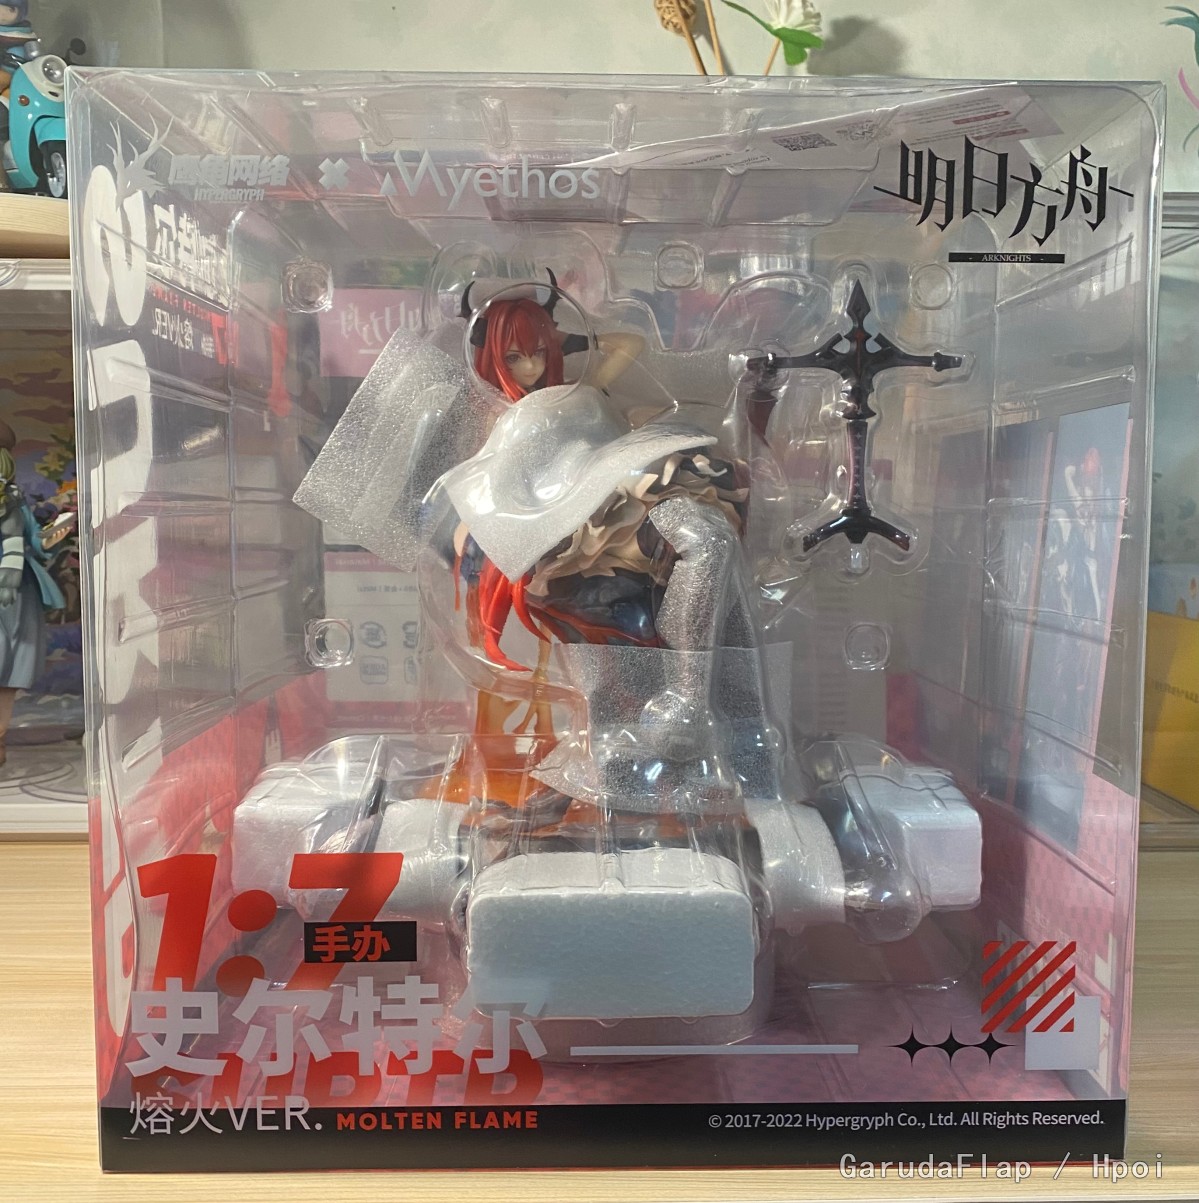 鹰角网络 × Myethos
HYPERGRYPH
明日方舟
ARKNIGHTS
1:7
手办
史尔特尔
SURTR
熔火VER. MOLTEN FLAME
© 2017-2022 Hypergryph Co., Ltd. All Rights Reserved.
GarudaFlap / Hpoi